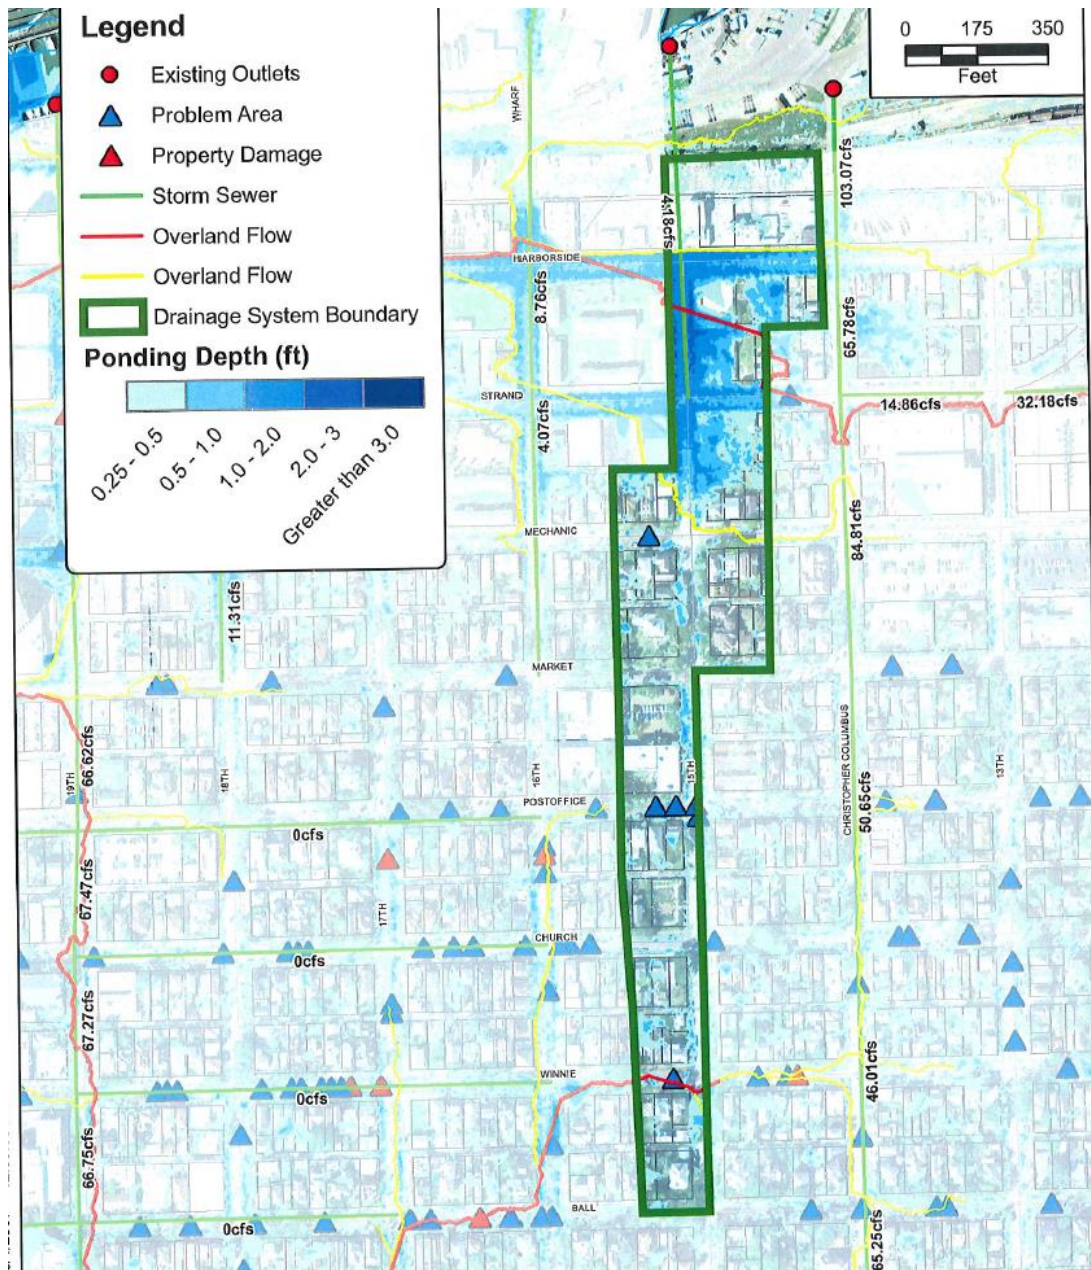 Legend
Existing Outlets
Problem Area
Property Damage
Storm Sewer
Overland Flow
Overland Flow
Drainage System Boundary
Ponding Depth (ft)
0.25 - 0.5
0.5 - 1.0
1.0 - 2.0
2.0 - 3
Greater than 3.0
0 175 350
Feet
WHARF
103.07cfs
4.18cfs
HARBORSIDE
8.76cfs
65.78cfs
STRAND
4.07cfs
14.86cfs
32.18cfs
MECHANIC
84.81cfs
11.31cfs
MARKET
66.62cfs
19TH
18TH
16TH
15TH
CHRISTOPHER COLUMBUS
50.65cfs
13TH
POSTOFFICE
0cfs
67.47cfs
17TH
CHURCH
0cfs
67.27cfs
WINNIE
46.01cfs
0cfs
66.75cfs
BALL
0cfs
65.25cfs